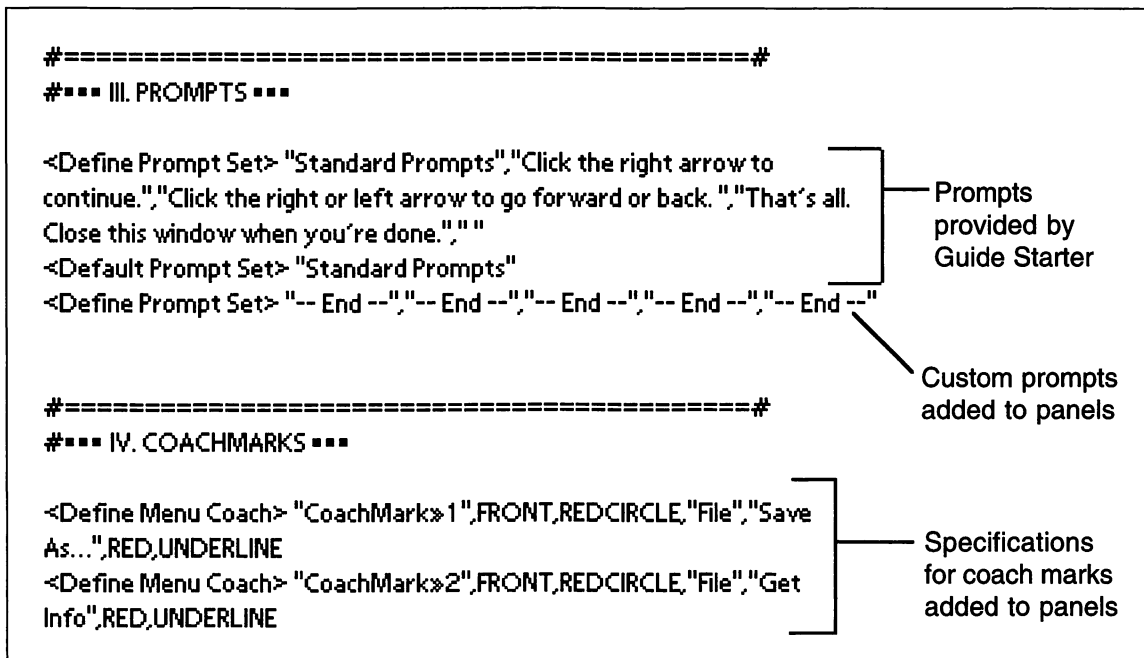 #===========================================#
#▪▪▪ III. PROMPTS ▪▪▪
<Define Prompt Set> "Standard Prompts","Click the right arrow to
continue.","Click the right or left arrow to go forward or back. ","That's all.
Close this window when you're done."," "
<Default Prompt Set> "Standard Prompts"
<Define Prompt Set> "-- End --","-- End --","-- End --","-- End --","-- End --"
Prompts
provided by
Guide Starter
Custom prompts
added to panels
#===========================================#
#▪▪▪ IV. COACHMARKS ▪▪▪
<Define Menu Coach> "CoachMark»1",FRONT,REDCIRCLE,"File","Save
As…",RED,UNDERLINE
<Define Menu Coach> "CoachMark»2",FRONT,REDCIRCLE,"File","Get
Info",RED,UNDERLINE
Specifications
for coach marks
added to panels